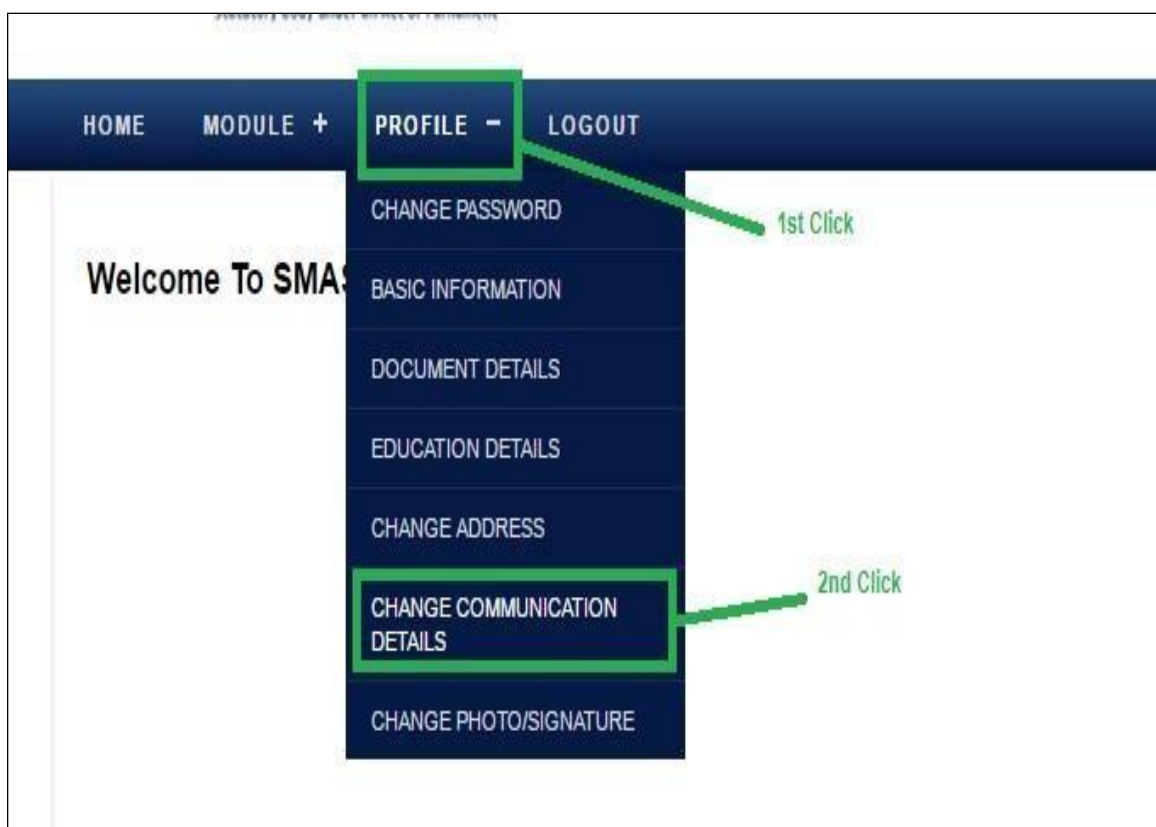 HOME MODULE + PROFILE - LOGOUT
CHANGE PASSWORD
1st Click
Welcome To SMAS
BASIC INFORMATION
DOCUMENT DETAILS
EDUCATION DETAILS
CHANGE ADDRESS
CHANGE COMMUNICATION
DETAILS
2nd Click
CHANGE PHOTO/SIGNATURE